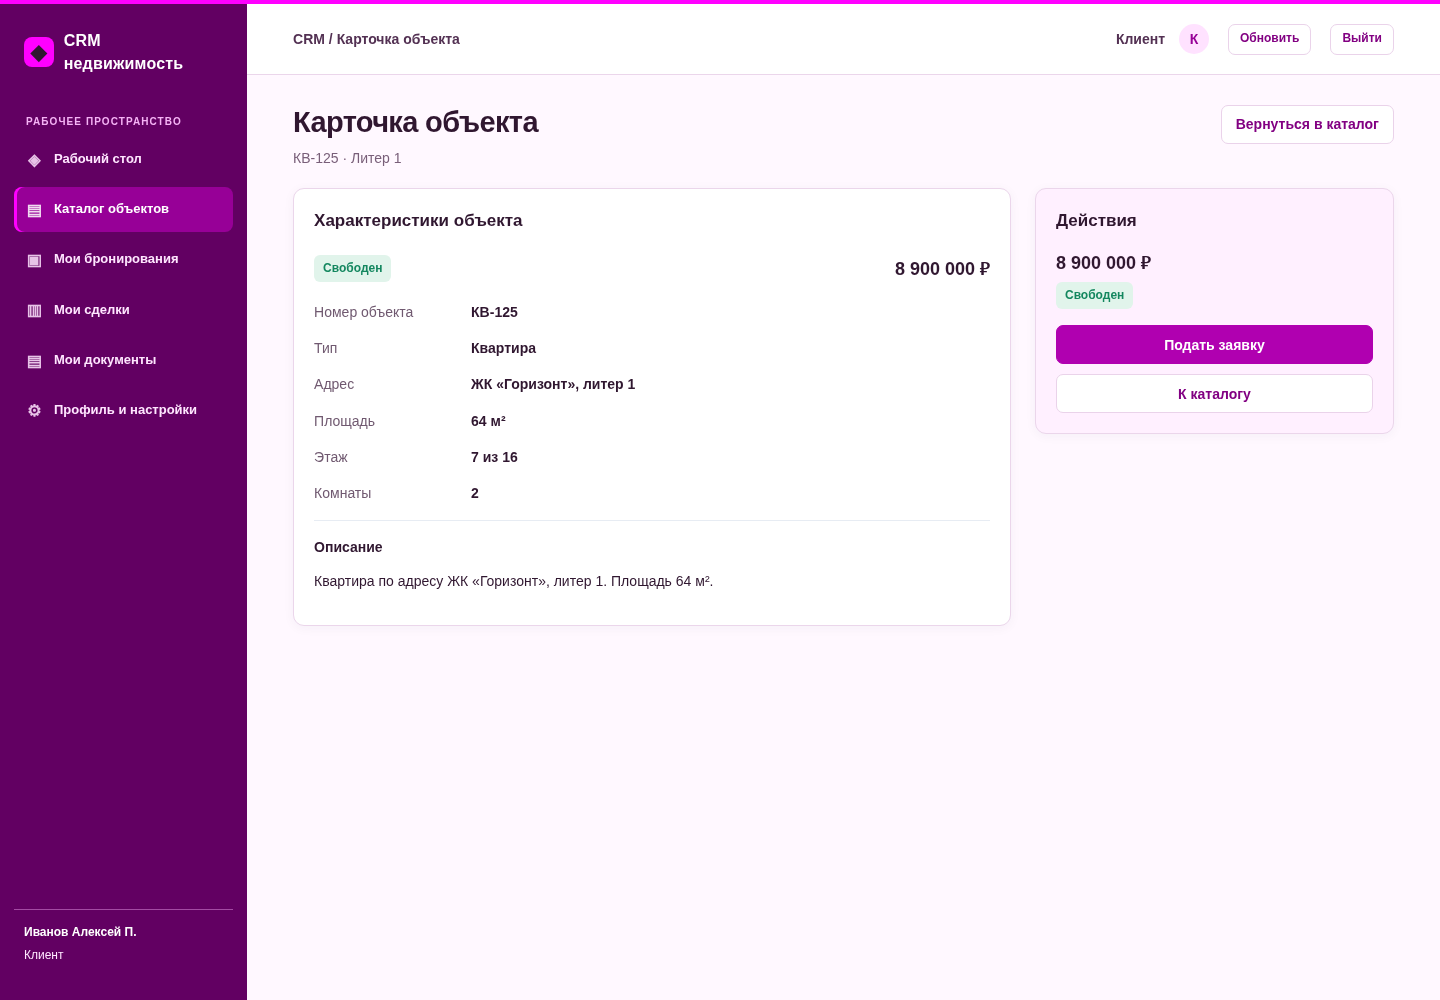 CRM
недвижимость
РАБОЧЕЕ ПРОСТРАНСТВО
Рабочий стол
Каталог объектов
Мои бронирования
Мои сделки
Мои документы
Профиль и настройки
Иванов Алексей П.
Клиент
CRM / Карточка объекта
Клиент
К
Обновить
Выйти
Карточка объекта
КВ-125 · Литер 1
Вернуться в каталог
Характеристики объекта
Свободен
8 900 000 ₽
Номер объекта КВ-125
Тип Квартира
Адрес ЖК «Горизонт», литер 1
Площадь 64 м²
Этаж 7 из 16
Комнаты 2
Описание
Квартира по адресу ЖК «Горизонт», литер 1. Площадь 64 м².
Действия
8 900 000 ₽
Свободен
Подать заявку
К каталогу